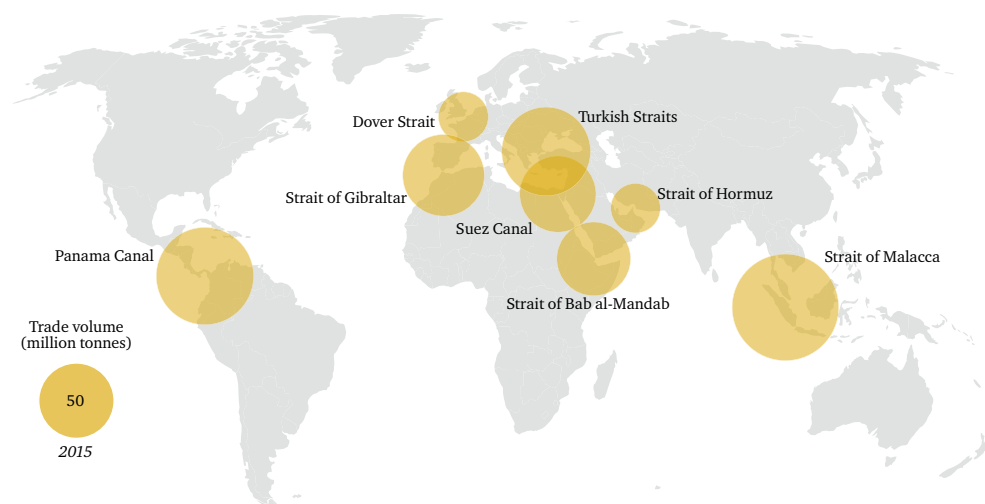 Dover Strait
Turkish Straits
Strait of Gibraltar
Strait of Hormuz
Suez Canal
Panama Canal
Strait of Malacca
Strait of Bab al-Mandab
Trade volume
(million tonnes)
50
2015